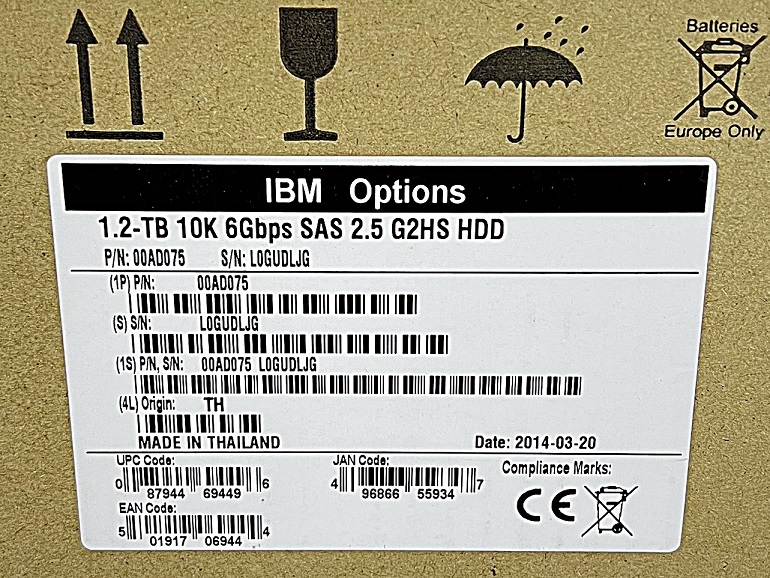 Batteries
Europe Only
IBM Options
1.2-TB 10K 6Gbps SAS 2.5 G2HS HDD
P/N: 00AD075 S/N: L0GUDLJG
(1P) P/N: 00AD075
(S) S/N: L0GUDLJG
(1S) P/N, S/N: 00AD075 L0GUDLJG
(4L) Origin: TH
MADE IN THAILAND Date: 2014-03-20
UPC Code: JAN Code: Compliance Marks:
0 87944 69449 6 4 96866 55934 7
CE
EAN Code:
5 01917 06944 4